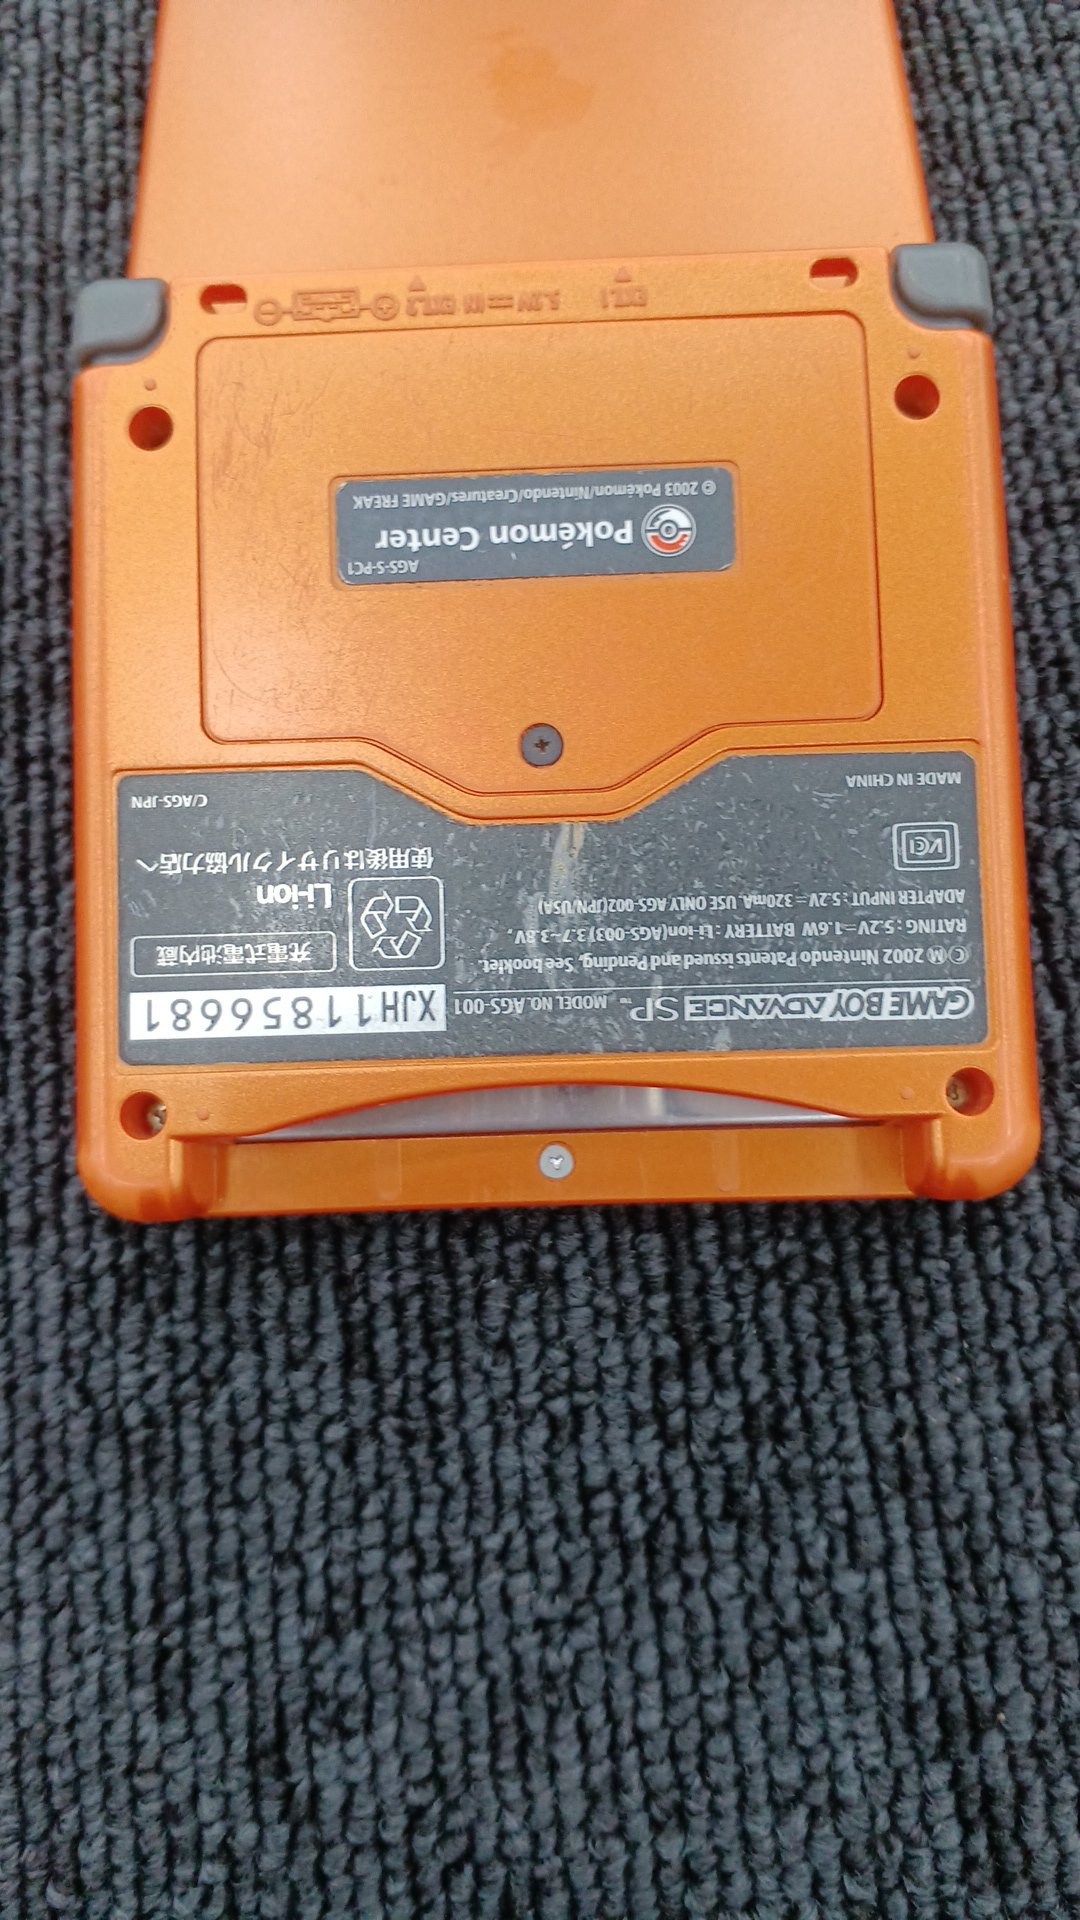 GAME BOY ADVANCE SP™ MODEL NO. AGS-001
XJH11856681
Ⓒ Ⓜ 2002 Nintendo Patents issued and Pending, See booklet.
RATING : 5.2V⎓1.6W BATTERY : Li-ion(AGS-003)3.7~3.8V,
ADAPTER INPUT : 5.2V⎓320mA, USE ONLY AGS-002(JPN/USA)
充電式電池内蔵
Li-ion
使用後はリサイクル協力店へ
VCI
MADE IN CHINA
C/AGS-JPN
AGS-S-PC1
Pokémon Center
© 2003 Pokémon/Nintendo/Creatures/GAME FREAK
EXT.1
5.2V⎓IN EXT.2